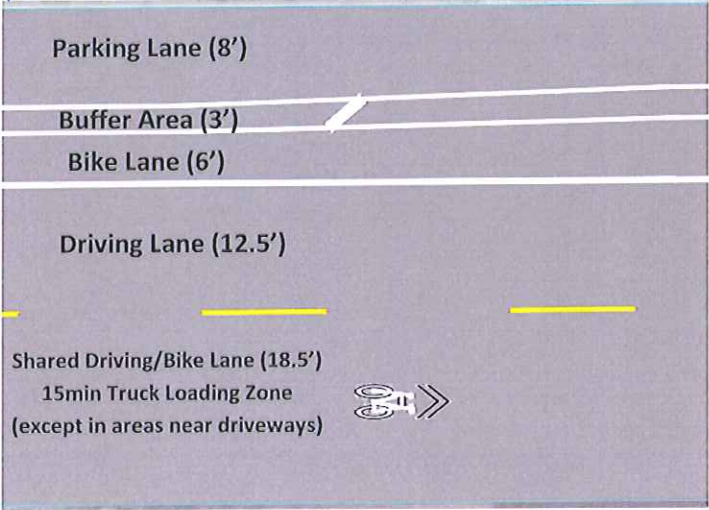 Parking Lane (8’)
Buffer Area (3’)
Bike Lane (6’)
Driving Lane (12.5’)
Shared Driving/Bike Lane (18.5’)
15min Truck Loading Zone
(except in areas near driveways)